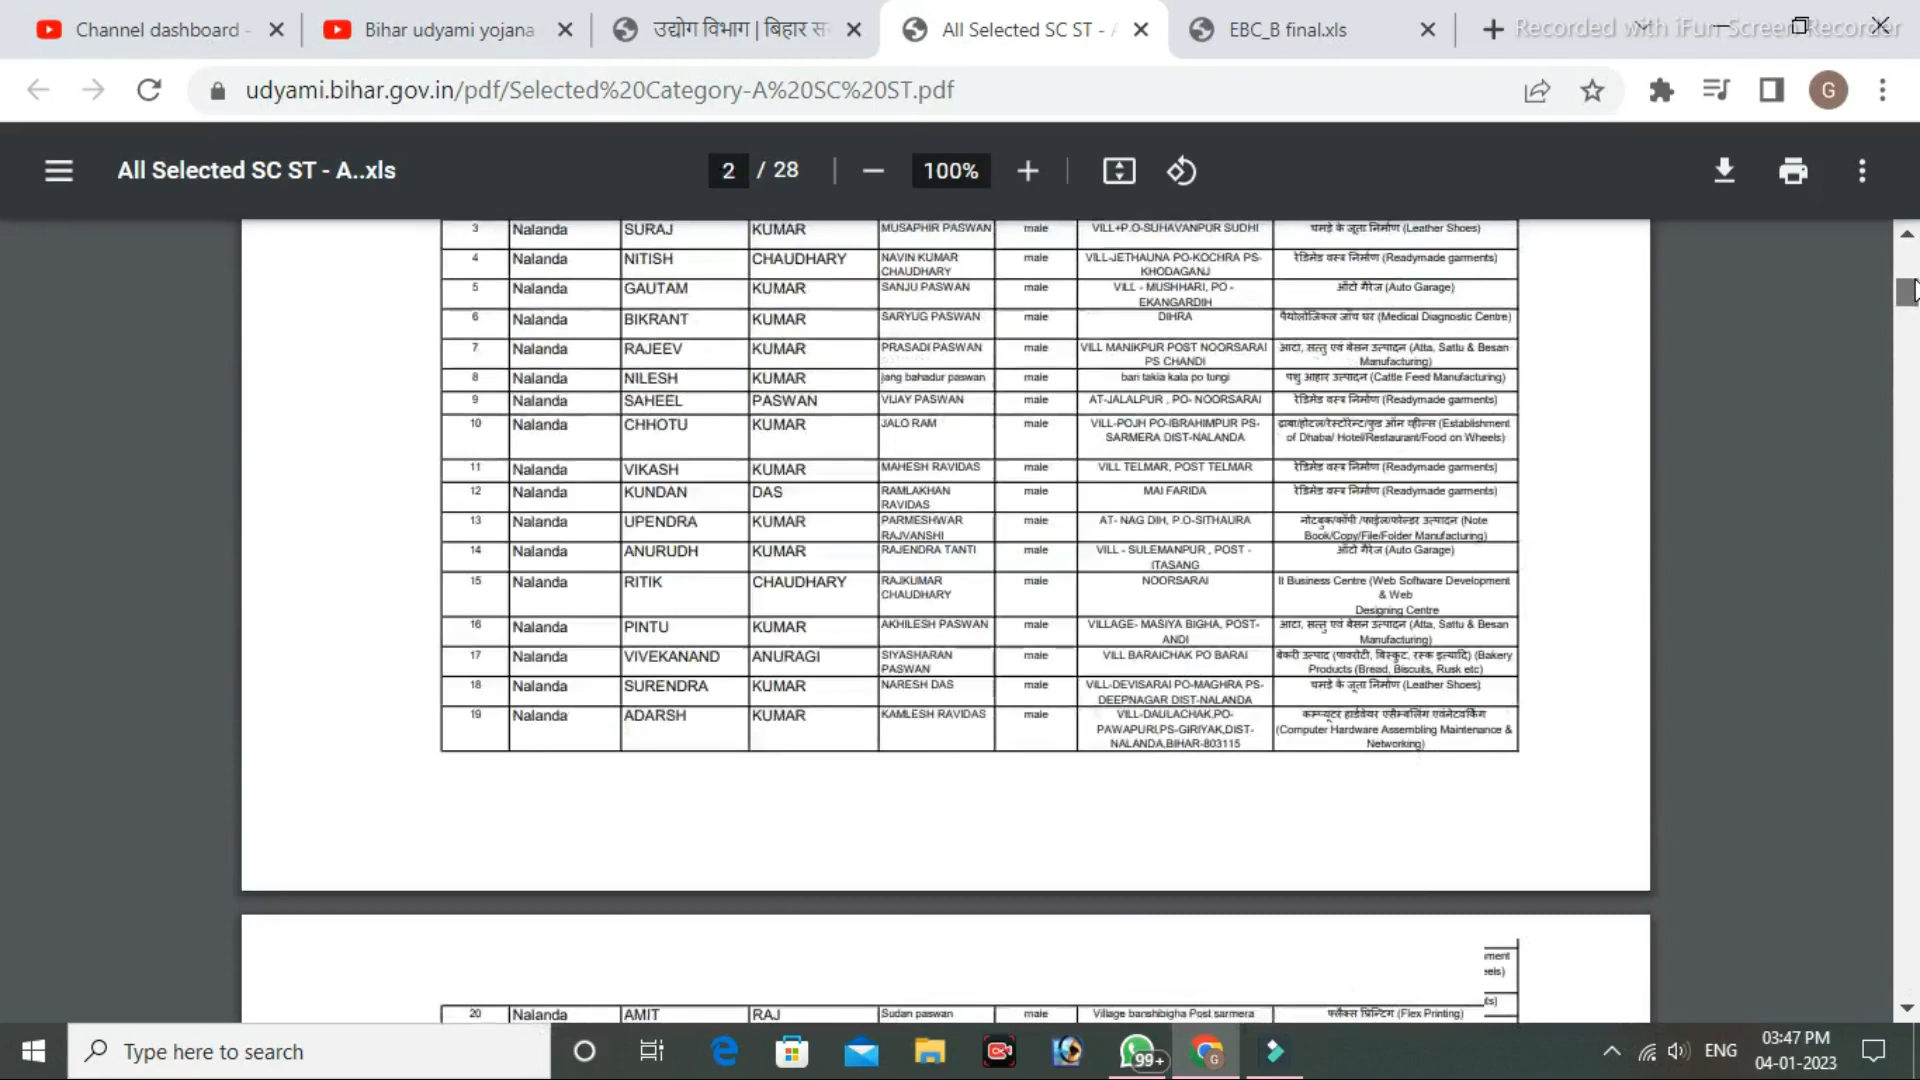 Channel dashboard -
Bihar udyami yojana
उद्योग विभाग | बिहार सर
All Selected SC ST - A
EBC_B final.xls
Recorded with iFun Screen Recorder
udyami.bihar.gov.in/pdf/Selected%20Category-A%20SC%20ST.pdf
G
All Selected SC ST - A..xls
2 / 28
100%
3 Nalanda SURAJ KUMAR MUSAPHIR PASWAN male VILL+P.O-SUHAVANPUR SUDHI चमड़े के जूता निर्माण (Leather Shoes)
4 Nalanda NITISH CHAUDHARY NAVIN KUMAR male VILL-JETHAUNA PO-KOCHRA PS- रेडिमेड वस्त्र निर्माण (Readymade garments)
CHAUDHARY KHODAGANJ
5 Nalanda GAUTAM KUMAR SANJU PASWAN male VILL - MUSHHARI, PO - ऑटो गैरेज (Auto Garage)
EKANGARDIH
6 Nalanda BIKRANT KUMAR SARYUG PASWAN male DIHRA पैथोलॉजिकल जाँच घर (Medical Diagnostic Centre)
7 Nalanda RAJEEV KUMAR PRASADI PASWAN male VILL MANIKPUR POST NOORSARAI आटा, सत्तु एवं बेसन उत्पादन (Atta, Sattu & Besan
PS CHANDI Manufacturing)
8 Nalanda NILESH KUMAR jang bahadur paswan male bari takia kala po tungi पशु आहार उत्पादन (Cattle Feed Manufacturing)
9 Nalanda SAHEEL PASWAN VIJAY PASWAN male AT-JALALPUR , PO- NOORSARAI रेडिमेड वस्त्र निर्माण (Readymade garments)
10 Nalanda CHHOTU KUMAR JALO RAM male VILL-POJH PO-IBRAHIMPUR PS- ढाबा/होटल/रेस्टोरेन्ट/फुड ऑन व्हील्स (Establishment
SARMERA DIST-NALANDA of Dhaba/ Hotel/Restaurant/Food on Wheels)
11 Nalanda VIKASH KUMAR MAHESH RAVIDAS male VILL TELMAR, POST TELMAR रेडिमेड वस्त्र निर्माण (Readymade garments)
12 Nalanda KUNDAN DAS RAMLAKHAN male MAI FARIDA रेडिमेड वस्त्र निर्माण (Readymade garments)
RAVIDAS
13 Nalanda UPENDRA KUMAR PARMESHWAR male AT- NAG DIH, P.O-SITHAURA नोटबुक/कॉपी /फाईल/फोल्डर उत्पादन (Note
RAJVANSHI Book/Copy/File/Folder Manufacturing)
14 Nalanda ANURUDH KUMAR RAJENDRA TANTI male VILL - SULEMANPUR , POST - ऑटो गैरेज (Auto Garage)
ITASANG
15 Nalanda RITIK CHAUDHARY RAJKUMAR male NOORSARAI It Business Centre (Web Software Development
CHAUDHARY & Web
Designing Centre
16 Nalanda PINTU KUMAR AKHILESH PASWAN male VILLAGE- MASIYA BIGHA, POST- आटा, सत्तु एवं बेसन उत्पादन (Atta, Sattu & Besan
ANDI Manufacturing)
17 Nalanda VIVEKANAND ANURAGI SIYASHARAN male VILL BARAICHAK PO BARAI बेकरी उत्पाद (पावरोटी, बिस्कुट, रस्क इत्यादि) (Bakery
PASWAN Products (Bread, Biscuits, Rusk etc)
18 Nalanda SURENDRA KUMAR NARESH DAS male VILL-DEVISARAI PO-MAGHRA PS- चमड़े के जूता निर्माण (Leather Shoes)
DEEPNAGAR DIST-NALANDA
19 Nalanda ADARSH KUMAR KAMLESH RAVIDAS male VILL-DAULACHAK,PO- कम्प्यूटर हार्डवेयर एसैम्बलिंग एवंनेटवर्किंग
PAWAPURI,PS-GIRIYAK,DIST- (Computer Hardware Assembling Maintenance &
NALANDA,BIHAR-803115 Networking)
20 Nalanda AMIT RAJ Sudan paswan male Village banshibigha Post sarmera फ्लैक्स प्रिन्टिंग (Flex Printing)
Type here to search
99+
ENG
03:47 PM
04-01-2023